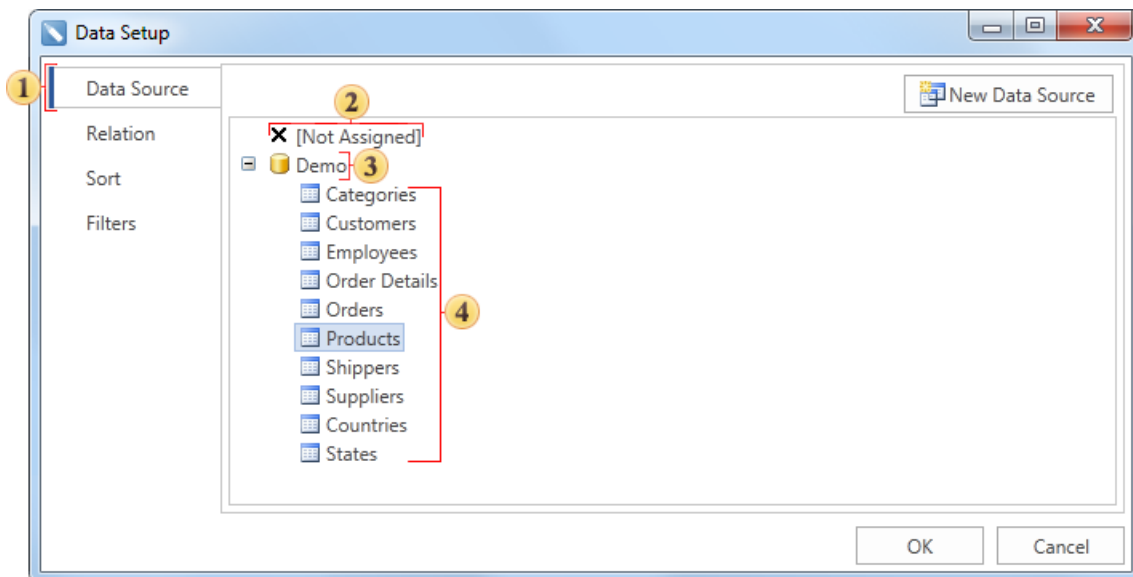 Data Setup
1 Data Source
New Data Source
Relation
Sort
Filters
2
[Not Assigned]
Demo 3
Categories
Customers
Employees
Order Details
Orders 4
Products
Shippers
Suppliers
Countries
States
OK Cancel